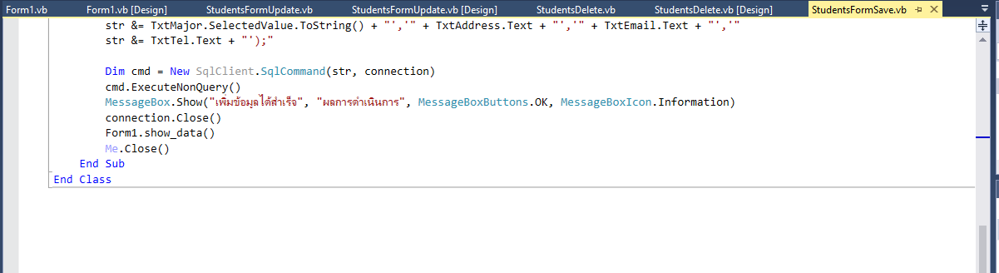 Form1.vb Form1.vb [Design] StudentsFormUpdate.vb StudentsFormUpdate.vb [Design] StudentsDelete.vb StudentsDelete.vb [Design] StudentsFormSave.vb
str &= TxtMajor.SelectedValue.ToString() + "','" + TxtAddress.Text + "','" + TxtEmail.Text + "','"
str &= TxtTel.Text + "');"
Dim cmd = New SqlClient.SqlCommand(str, connection)
cmd.ExecuteNonQuery()
MessageBox.Show("เพิ่มข้อมูลได้สำเร็จ", "ผลการดำเนินการ", MessageBoxButtons.OK, MessageBoxIcon.Information)
connection.Close()
Form1.show_data()
Me.Close()
End Sub
End Class